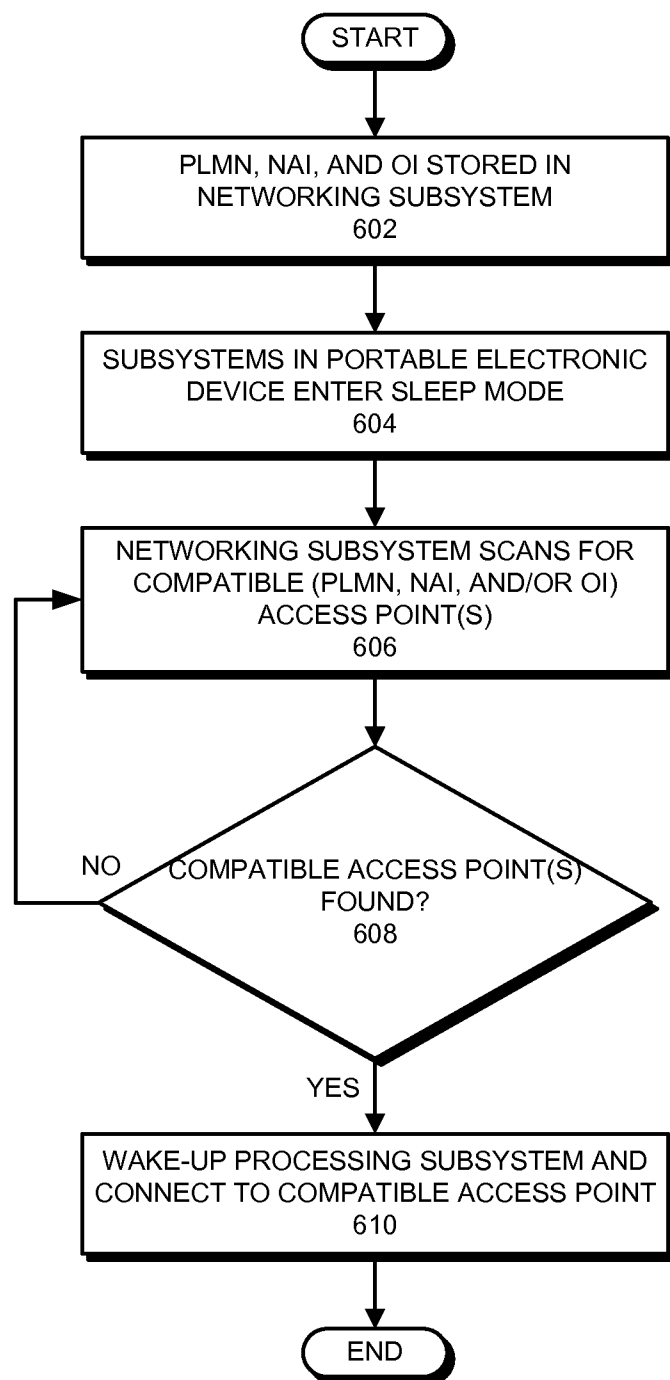 START
PLMN, NAI, AND OI STORED IN
NETWORKING SUBSYSTEM
602
SUBSYSTEMS IN PORTABLE ELECTRONIC
DEVICE ENTER SLEEP MODE
604
NETWORKING SUBSYSTEM SCANS FOR
COMPATIBLE (PLMN, NAI, AND/OR OI)
ACCESS POINT(S)
606
NO
COMPATIBLE ACCESS POINT(S)
FOUND?
608
YES
WAKE-UP PROCESSING SUBSYSTEM AND
CONNECT TO COMPATIBLE ACCESS POINT
610
END